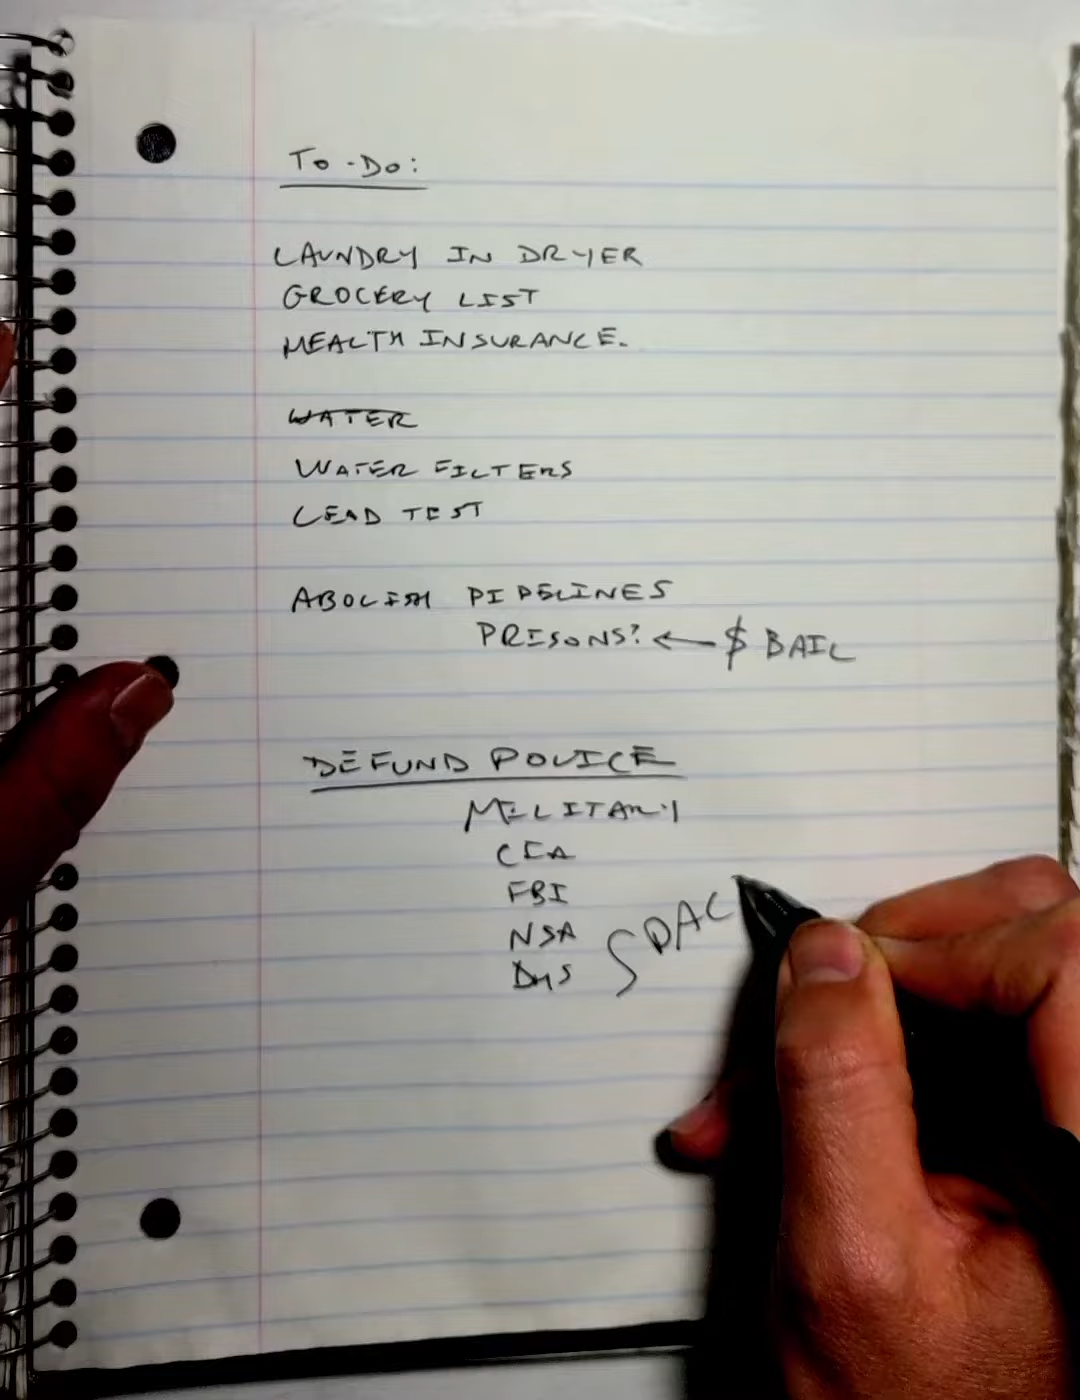 TO-DO:
LAUNDRY IN DRYER
GROCERY LIST
HEALTH INSURANCE.
WATER
WATER FILTERS
LEAD TEST
ABOLISH PIPELINES
PRISONS? ← $ BAIL
DEFUND POLICE
MILITARY
CIA
FBI
NSA
DHS